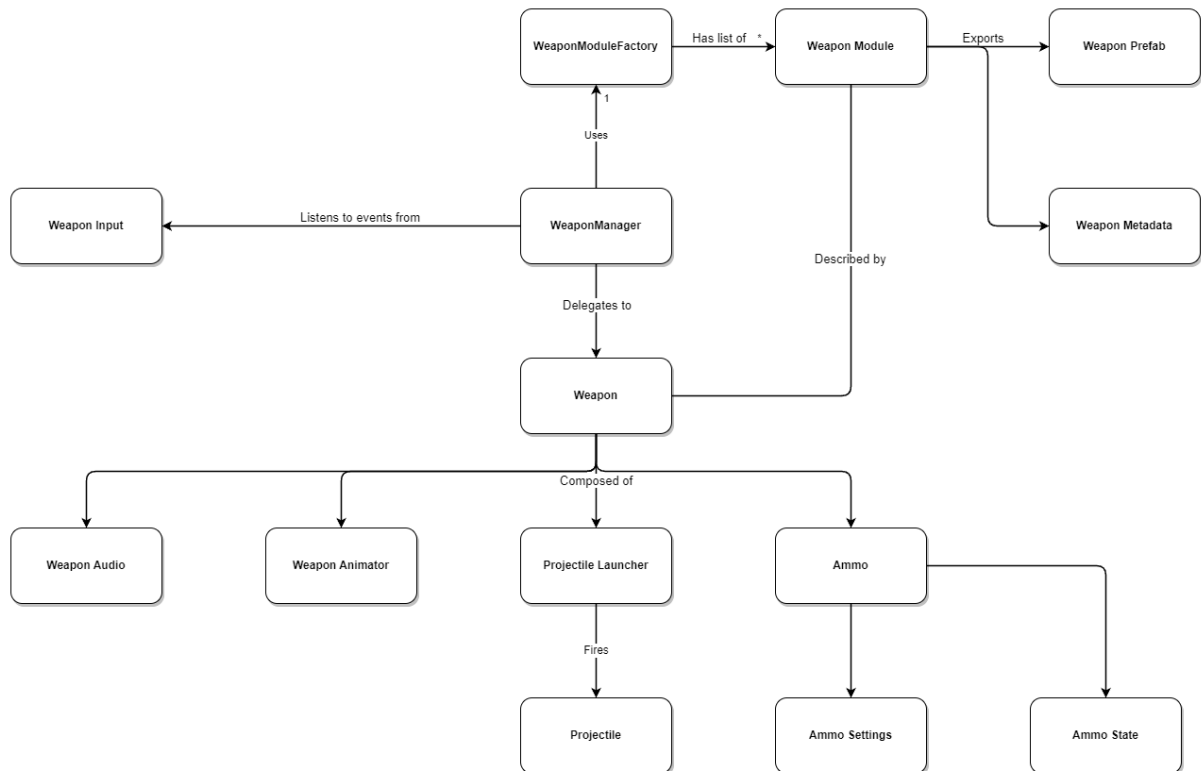 WeaponModuleFactory
Has list of *
Weapon Module
Exports
Weapon Prefab
1
Uses
Weapon Input
Listens to events from
WeaponManager
Weapon Metadata
Described by
Delegates to
Weapon
Composed of
Weapon Audio
Weapon Animator
Projectile Launcher
Ammo
Fires
Projectile
Ammo Settings
Ammo State